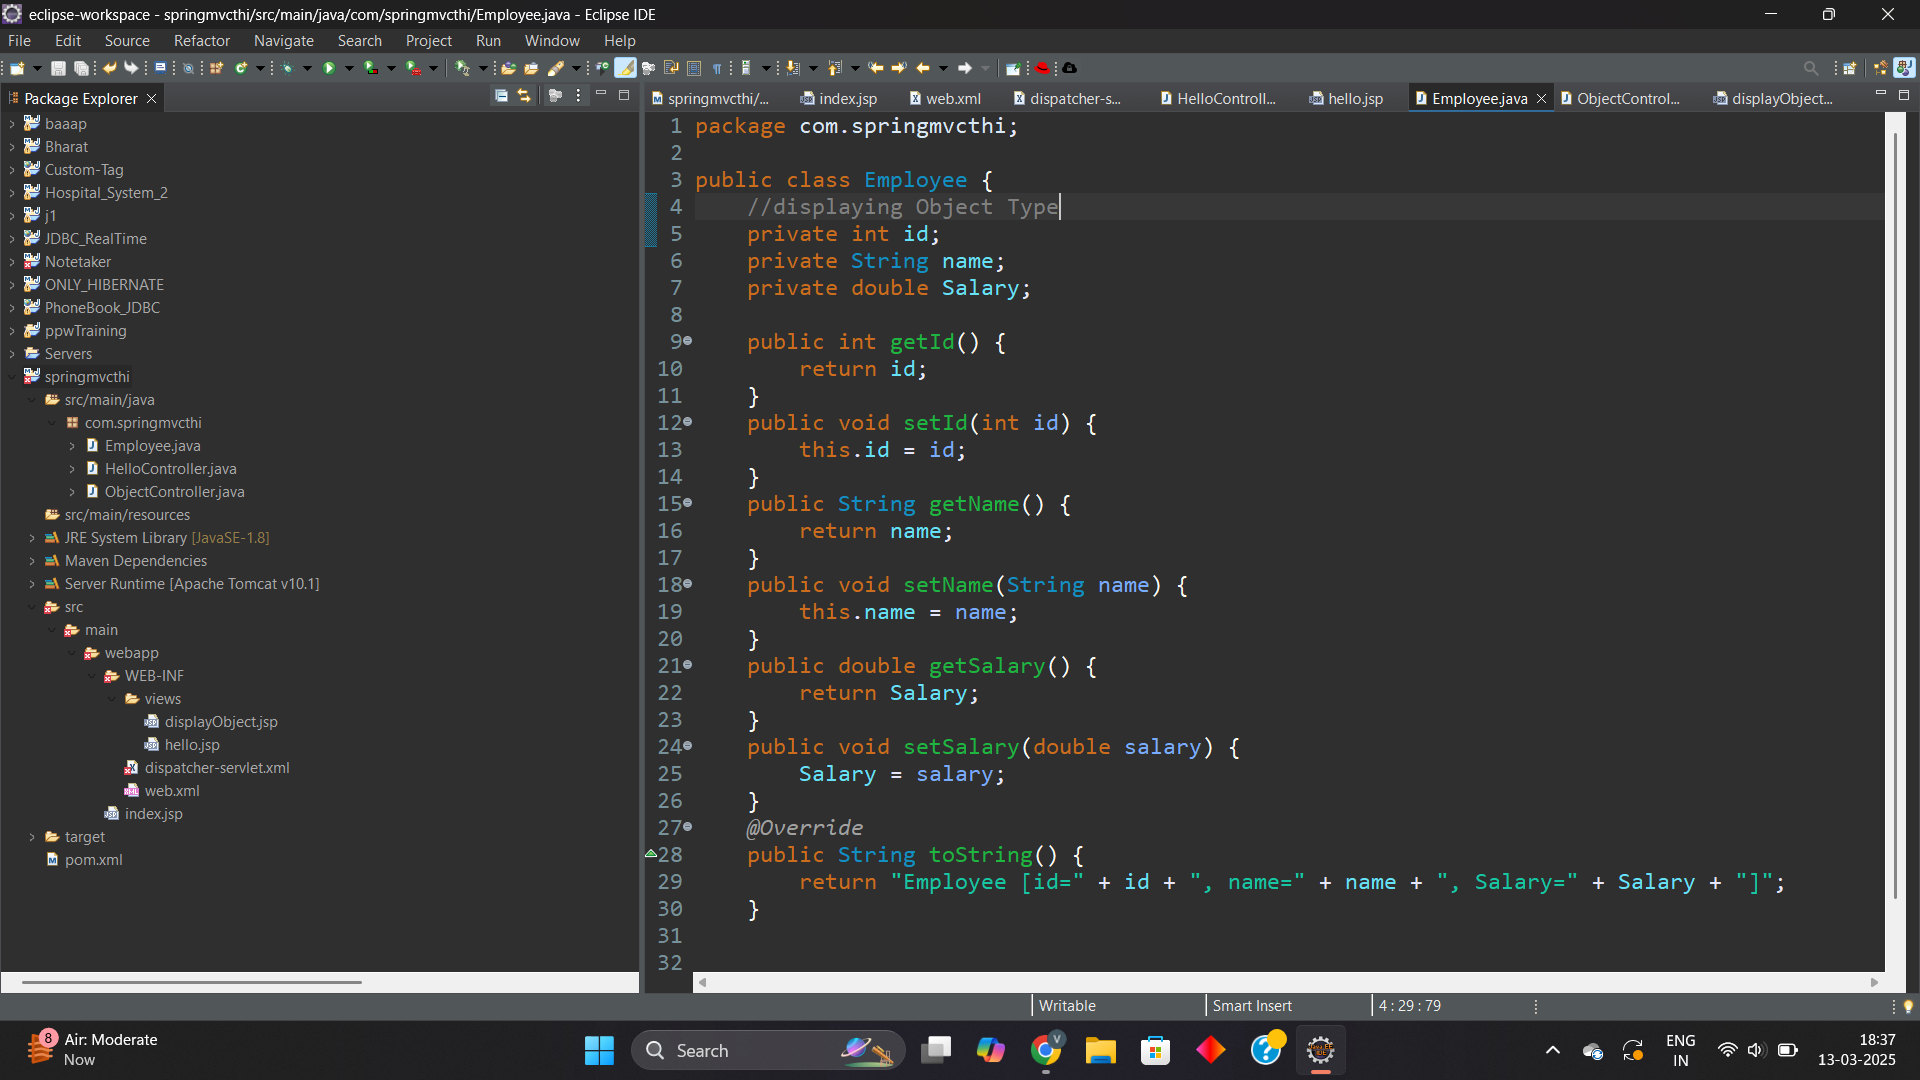 eclipse-workspace - springmvcthi/src/main/java/com/springmvcthi/Employee.java - Eclipse IDE
File Edit Source Refactor Navigate Search Project Run Window Help
Package Explorer
baaap
Bharat
Custom-Tag
Hospital_System_2
j1
JDBC_RealTime
Notetaker
ONLY_HIBERNATE
PhoneBook_JDBC
ppwTraining
Servers
springmvcthi
src/main/java
com.springmvcthi
Employee.java
HelloController.java
ObjectController.java
src/main/resources
JRE System Library [JavaSE-1.8]
Maven Dependencies
Server Runtime [Apache Tomcat v10.1]
src
main
webapp
WEB-INF
views
displayObject.jsp
hello.jsp
dispatcher-servlet.xml
web.xml
index.jsp
target
pom.xml
springmvcthi/... index.jsp web.xml dispatcher-s... HelloControll... hello.jsp Employee.java ObjectControl... displayObject...
1 package com.springmvcthi;
2
3 public class Employee {
4 //displaying Object Type
5 private int id;
6 private String name;
7 private double Salary;
8
9 public int getId() {
10 return id;
11 }
12 public void setId(int id) {
13 this.id = id;
14 }
15 public String getName() {
16 return name;
17 }
18 public void setName(String name) {
19 this.name = name;
20 }
21 public double getSalary() {
22 return Salary;
23 }
24 public void setSalary(double salary) {
25 Salary = salary;
26 }
27 @Override
28 public String toString() {
29 return "Employee [id=" + id + ", name=" + name + ", Salary=" + Salary + "]";
30 }
31
32
Writable Smart Insert 4 : 29 : 79
8 Air: Moderate
Now
Search
ENG
IN
18:37
13-03-2025